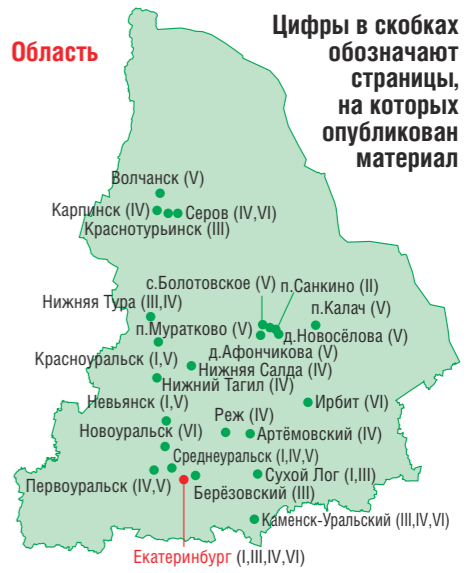 Область
Цифры в скобках
обозначают
страницы,
на которых
опубликован
материал
Волчанск (V)
Карпинск (IV)
Серов (IV,VI)
Краснотурьинск (III)
с.Болотовское (V)
п.Санкино (II)
Нижняя Тура (III,IV)
п.Калач (V)
п.Муратково (V)
д.Новосёлова (V)
д.Афончикова (V)
Красноуральск (I,V)
Нижняя Салда (IV)
Нижний Тагил (IV)
Невьянск (I,V)
Ирбит (VI)
Реж (IV)
Новоуральск (VI)
Артёмовский (IV)
Среднеуральск (I,IV,V)
Сухой Лог (I,III)
Первоуральск (IV,V)
Берёзовский (III)
Каменск-Уральский (III,IV,VI)
Екатеринбург (I,III,IV,VI)